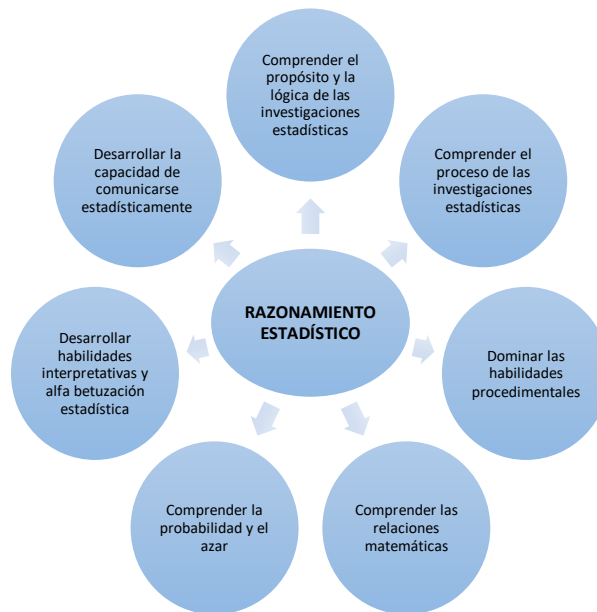 Comprender el
propósito y la
lógica de las
investigaciones
estadísticas
Comprender el
proceso de las
investigaciones
estadísticas
Dominar las
habilidades
procedimentales
Comprender las
relaciones
matemáticas
Comprender la
probabilidad y el
azar
Desarrollar
habilidades
interpretativas y
alfa betuzación
estadística
Desarrollar la
capacidad de
comunicarse
estadísticamente
RAZONAMIENTO
ESTADÍSTICO